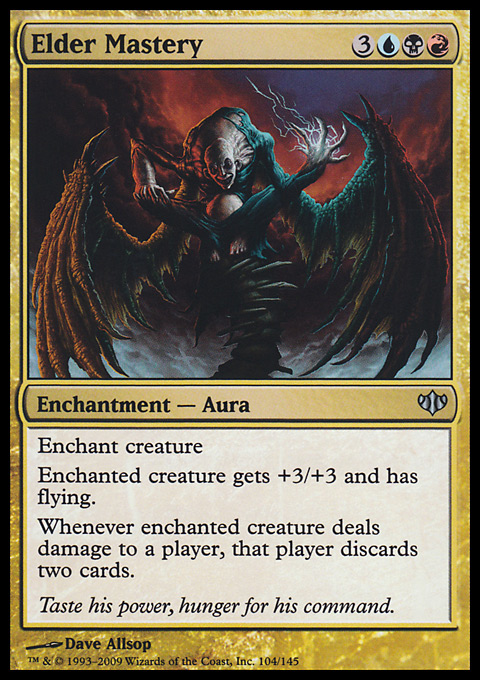 Elder Mastery 3
Enchantment — Aura
Enchant creature
Enchanted creature gets +3/+3 and has
flying.
Whenever enchanted creature deals
damage to a player, that player discards
two cards.
Taste his power, hunger for his command.
Dave Allsop
™ & © 1993–2009 Wizards of the Coast, Inc. 104/145